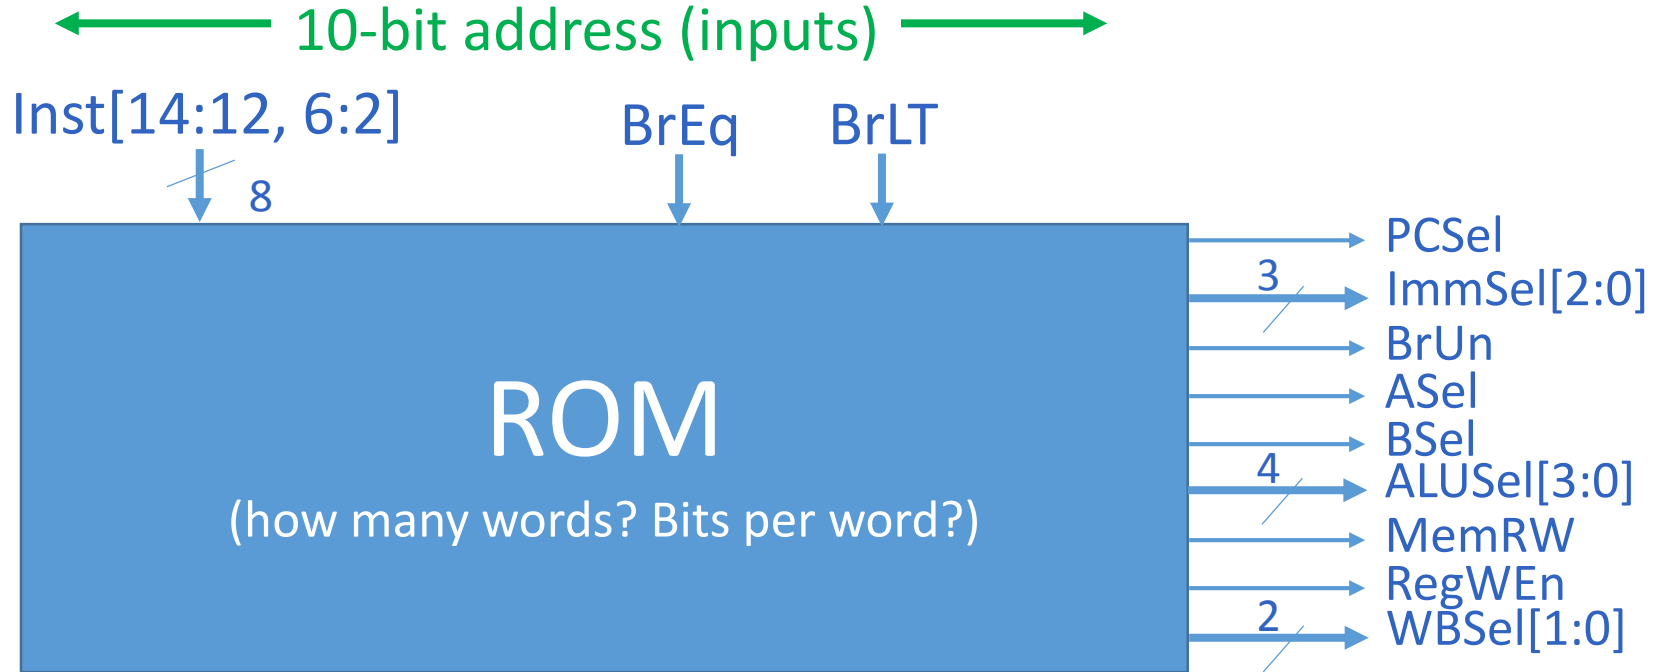 10-bit address (inputs)
Inst[14:12, 6:2]
BrEq
BrLT
8
PCSel
3
ImmSel[2:0]
BrUn
ASel
BSel
4
ALUSel[3:0]
MemRW
RegWEn
2
WBSel[1:0]
ROM
(how many words? Bits per word?)